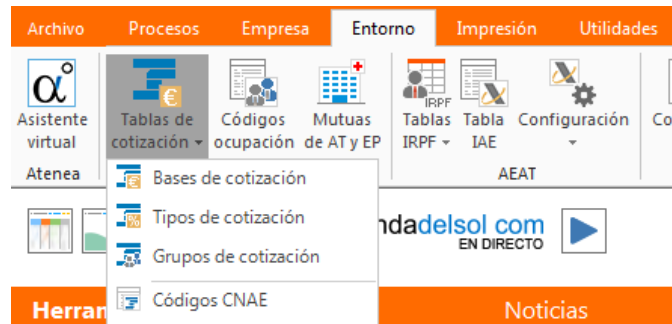 Archivo Procesos Empresa Entorno Impresión Utilidades
α°
Asistente virtual
Tablas de cotización
Códigos ocupación
Mutuas de AT y EP
IRPF
Tablas IRPF
Tabla IAE
Configuración
Atenea
AEAT
Bases de cotización
Tipos de cotización
Grupos de cotización
Códigos CNAE
delsol com
EN DIRECTO
Noticias